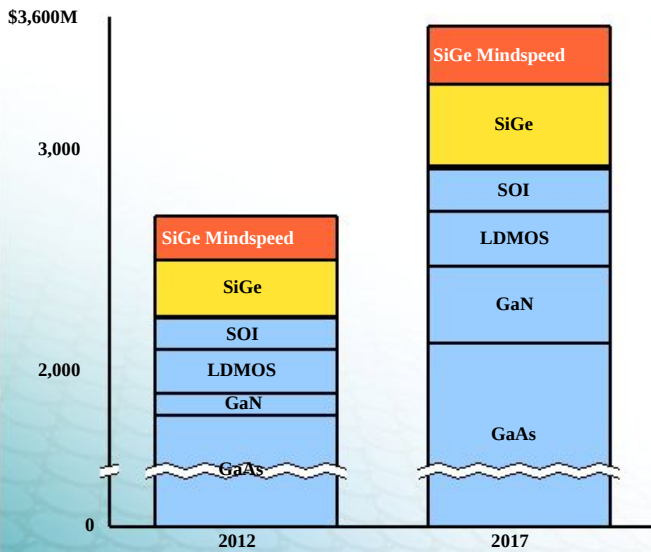 $3,600M
SiGe Mindspeed
SiGe
3,000
SOI
SiGe Mindspeed
LDMOS
SiGe
GaN
SOI
2,000
LDMOS
GaN
GaAs
GaAs
0
2012
2017